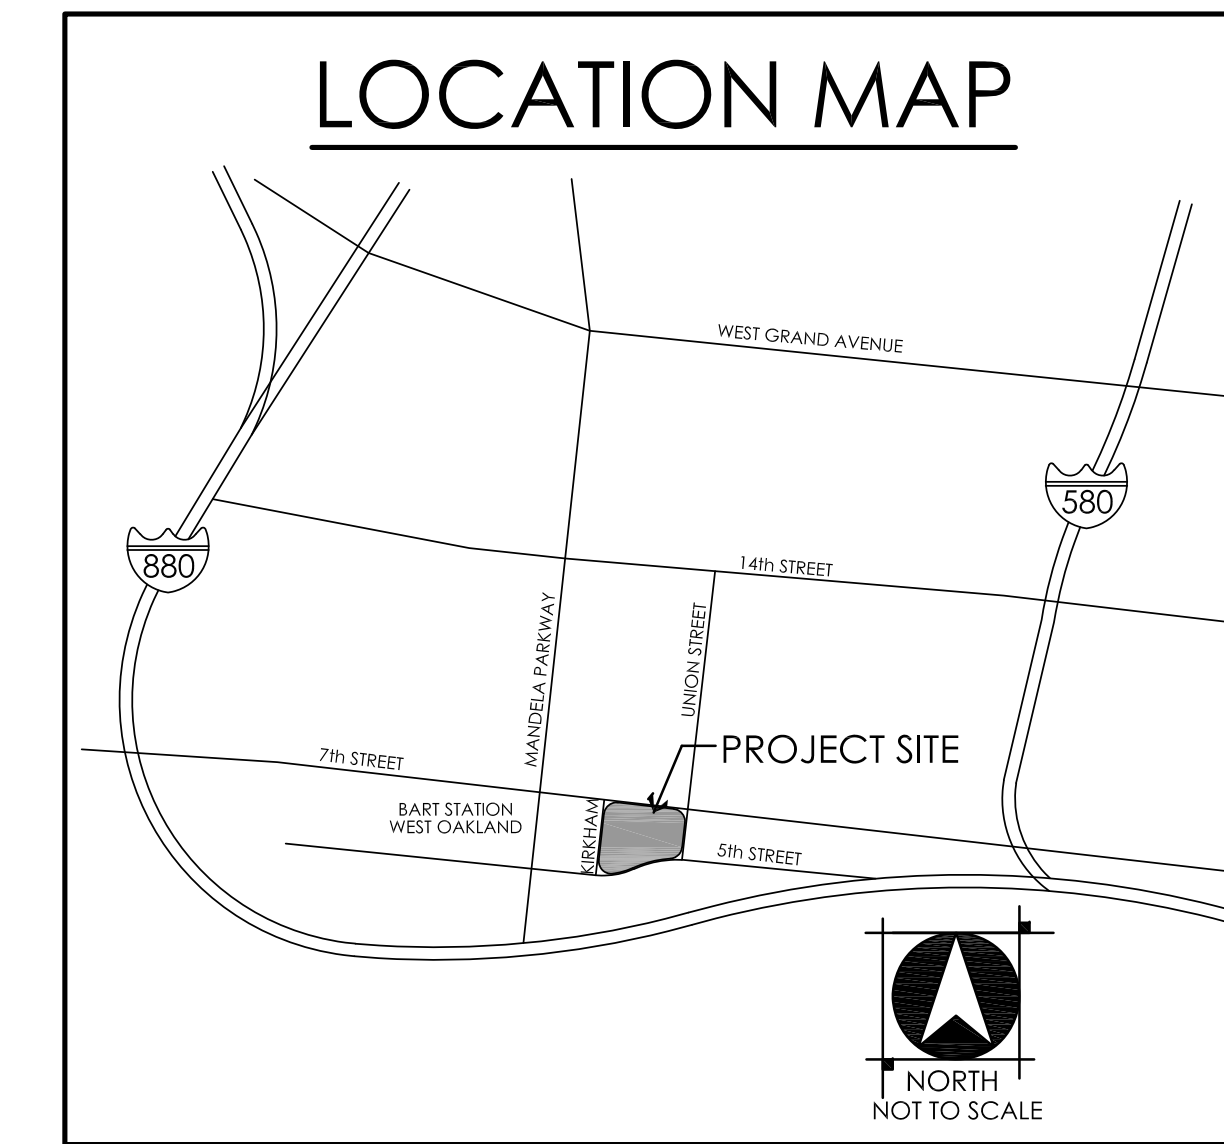 LOCATION MAP
WEST GRAND AVENUE
580
880
14th STREET
MANDELA PARKWAY
UNION STREET
PROJECT SITE
7th STREET
BART STATION
WEST OAKLAND
KIRKHAM
5th STREET
NORTH
NOT TO SCALE